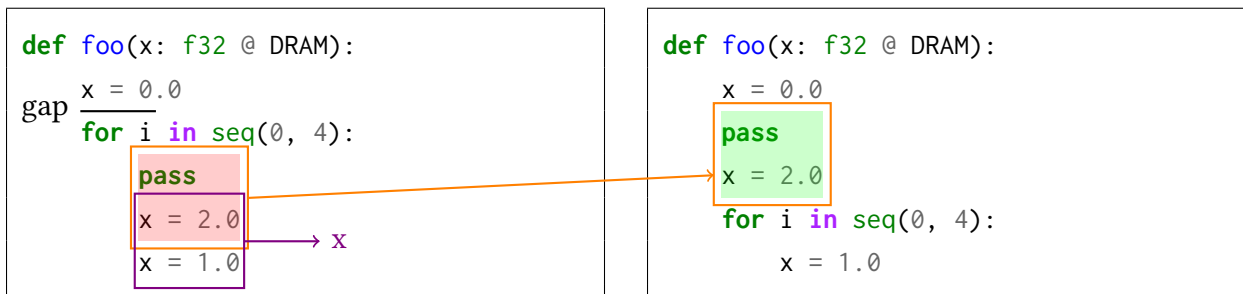 def foo(x: f32 @ DRAM):
x = 0.0
gap
for i in seq(0, 4):
pass
x = 2.0
x
x = 1.0
def foo(x: f32 @ DRAM):
x = 0.0
pass
x = 2.0
for i in seq(0, 4):
x = 1.0